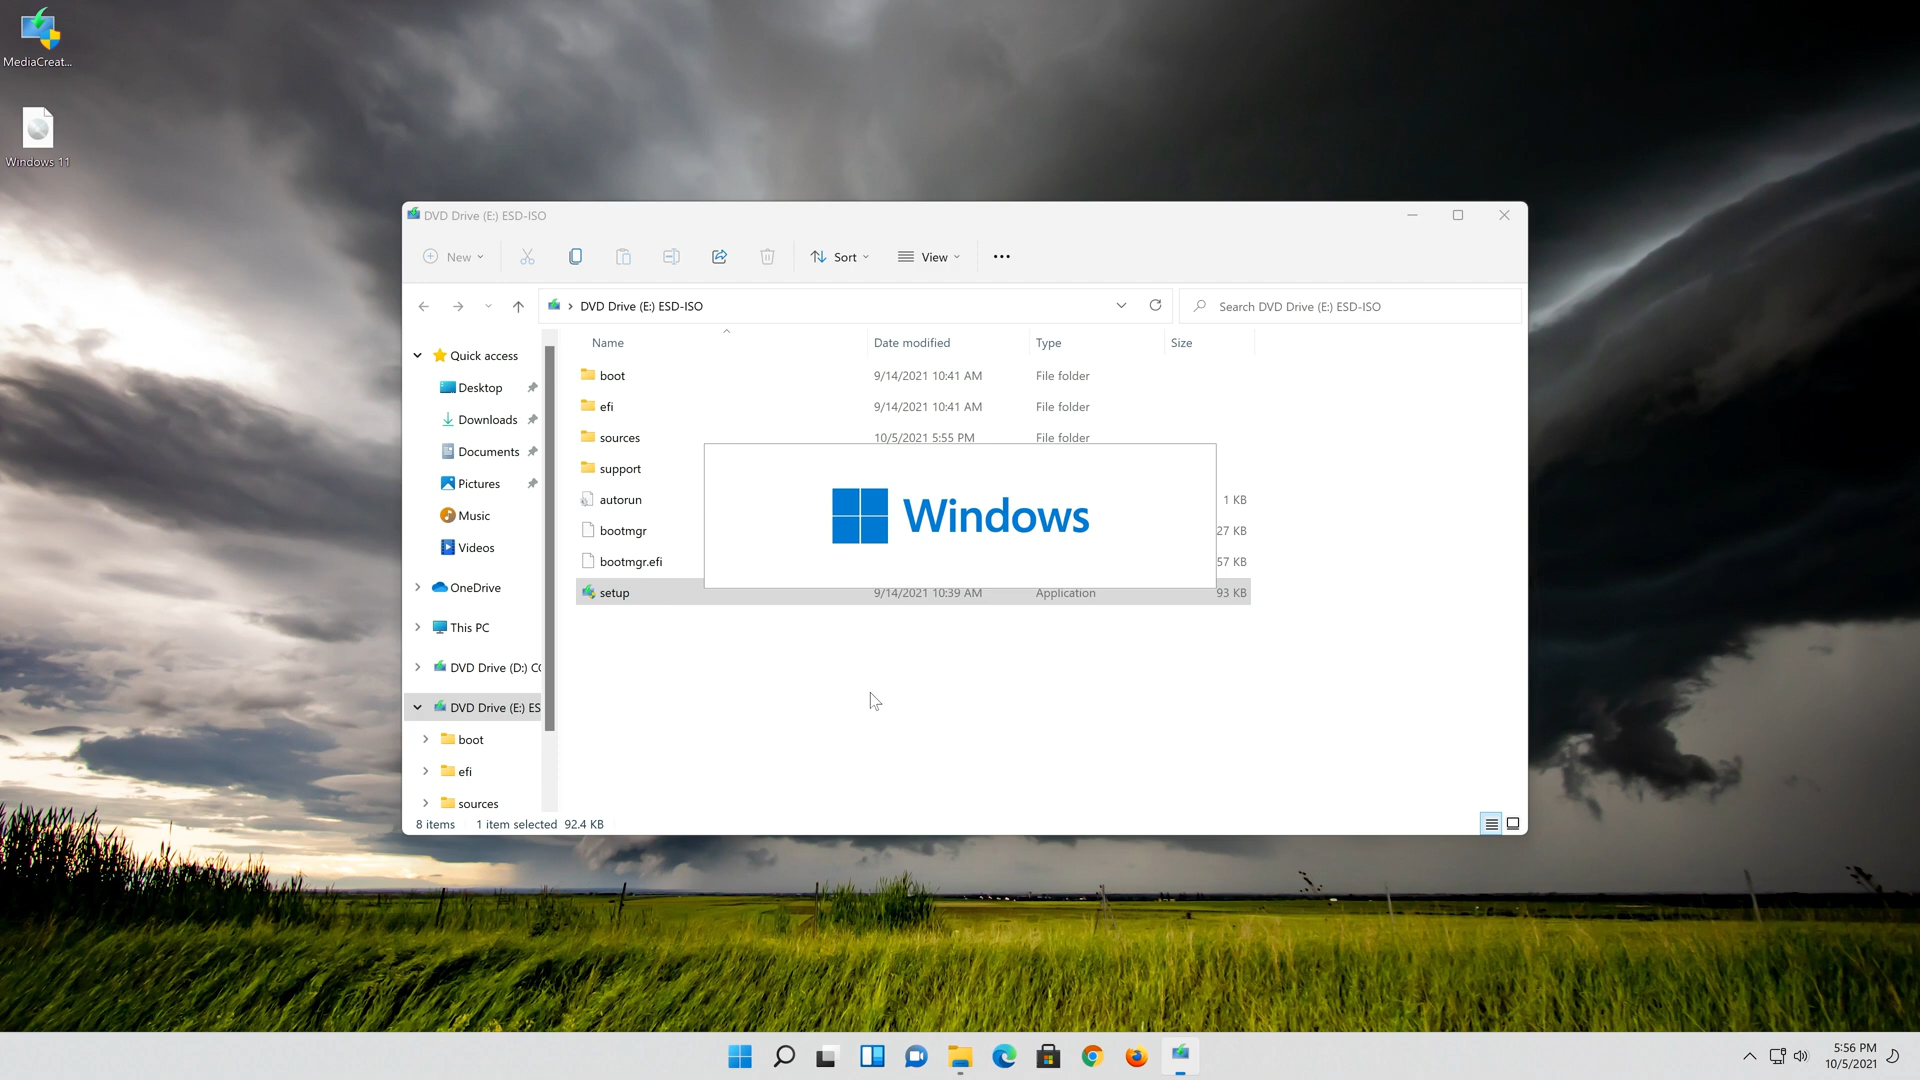 MediaCreat...
Windows 11
DVD Drive (E:) ESD-ISO
New
Sort
View
DVD Drive (E:) ESD-ISO
Search DVD Drive (E:) ESD-ISO
Name Date modified Type Size
Quick access
Desktop
Downloads
Documents
Pictures
Music
Videos
OneDrive
This PC
DVD Drive (D:) CC
DVD Drive (E:) ES
boot
efi
sources
boot 9/14/2021 10:41 AM File folder
efi 9/14/2021 10:41 AM File folder
sources 10/5/2021 5:55 PM File folder
support
autorun 1 KB
bootmgr 27 KB
bootmgr.efi 57 KB
setup 9/14/2021 10:39 AM Application 93 KB
Windows
8 items 1 item selected 92.4 KB
5:56 PM
10/5/2021